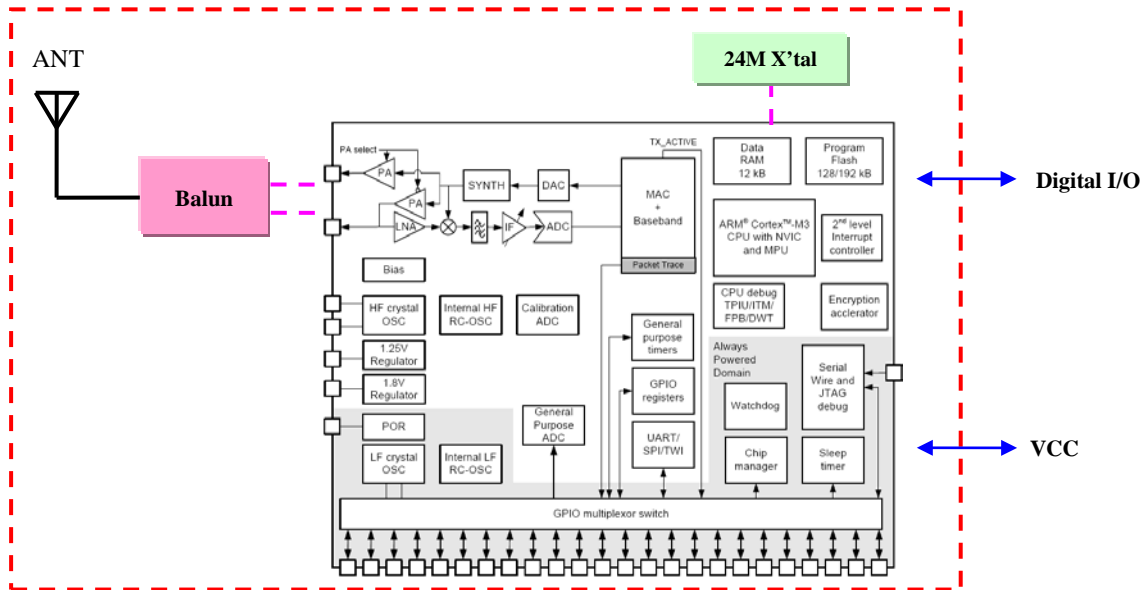 ANT
24M X'tal
Balun
Digital I/O
VCC
PA select
PA
PA
LNA
SYNTH
DAC
IF
ADC
TX_ACTIVE
MAC
+
Baseband
Packet Trace
Data
RAM
12 kB
Program
Flash
128/192 kB
ARM® Cortex™-M3
CPU with NVIC
and MPU
2nd level
Interrupt
controller
CPU debug
TPIU/ITM/
FPB/DWT
Encryption
acclerator
Bias
HF crystal
OSC
Internal HF
RC-OSC
Calibration
ADC
1.25V
Regulator
1.8V
Regulator
POR
LF crystal
OSC
Internal LF
RC-OSC
General
Purpose
ADC
General
purpose
timers
GPIO
registers
UART/
SPI/TWI
Always
Powered
Domain
Watchdog
Serial
Wire and
JTAG
debug
Chip
manager
Sleep
timer
GPIO multiplexor switch